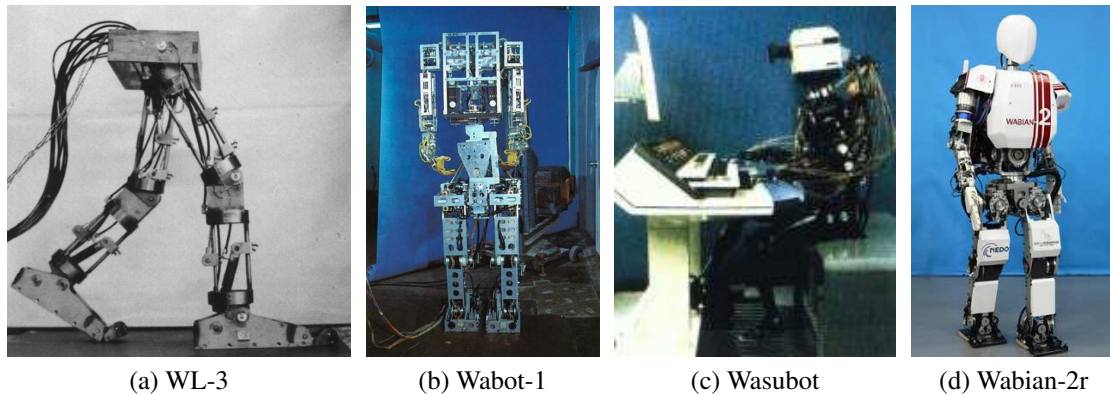 WABIAN
2
NEDO
(a) WL-3
(b) Wabot-1
(c) Wasubot
(d) Wabian-2r